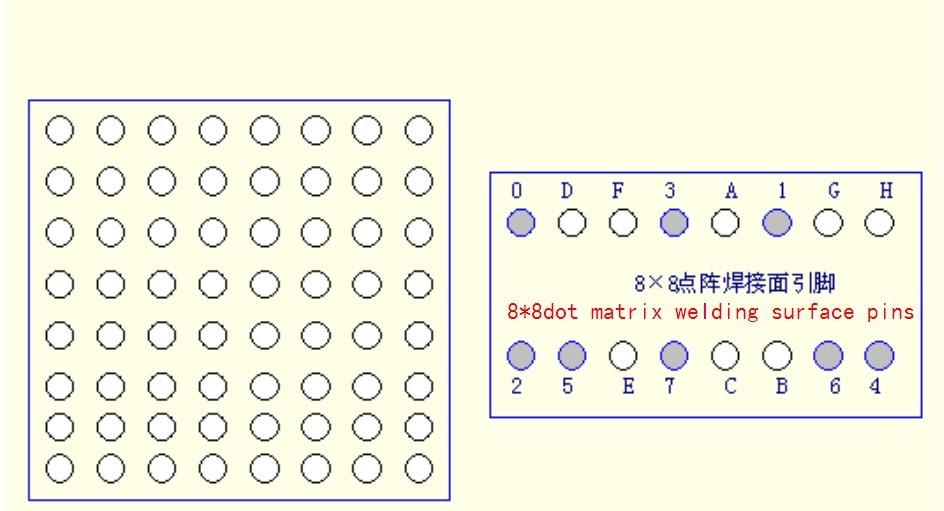 0 D F 3 A 1 G H
8×8点阵焊接面引脚
8*8dot matrix welding surface pins
2 5 E 7 C B 6 4